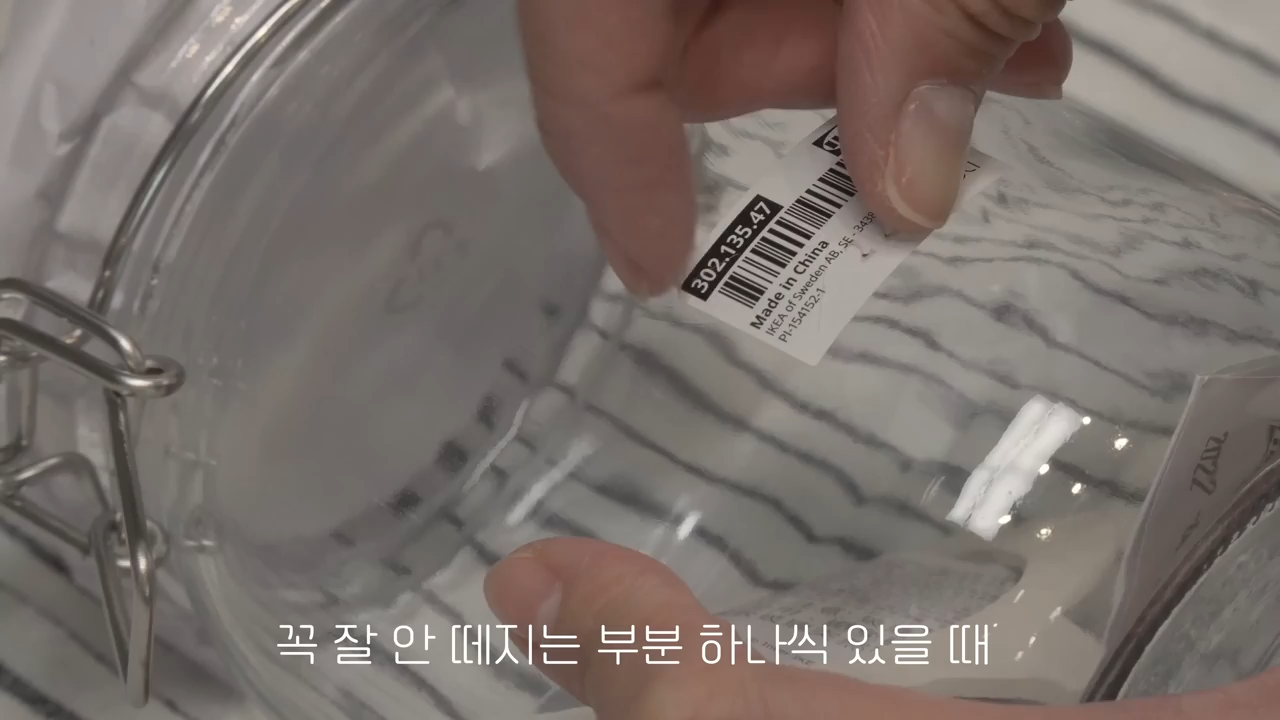 302.135.47
Made in China
IKEA of Sweden AB, SE - 343
PI-154152-1
꼭 잘 안 떼지는 부분 하나씩 있을 때